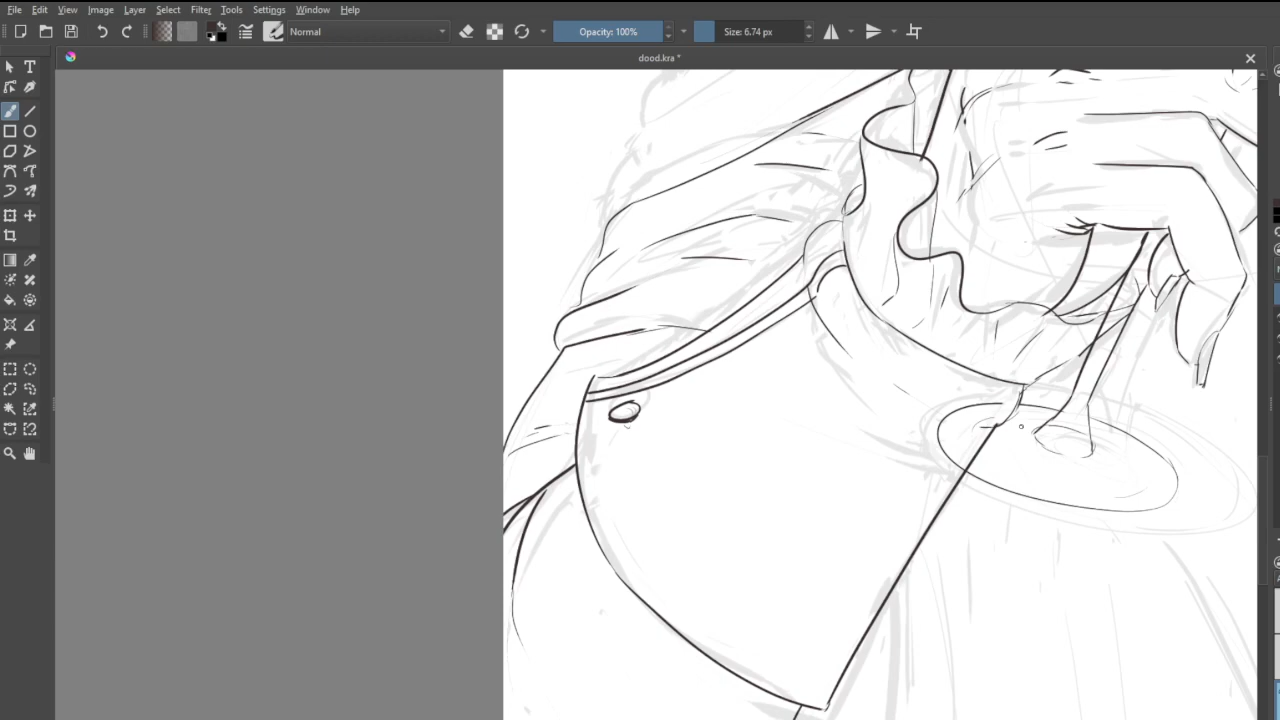 File Edit View Image Layer Select Filter Tools Settings Window Help
Normal Opacity: 100% Size: 6.74 px
dood.kra *